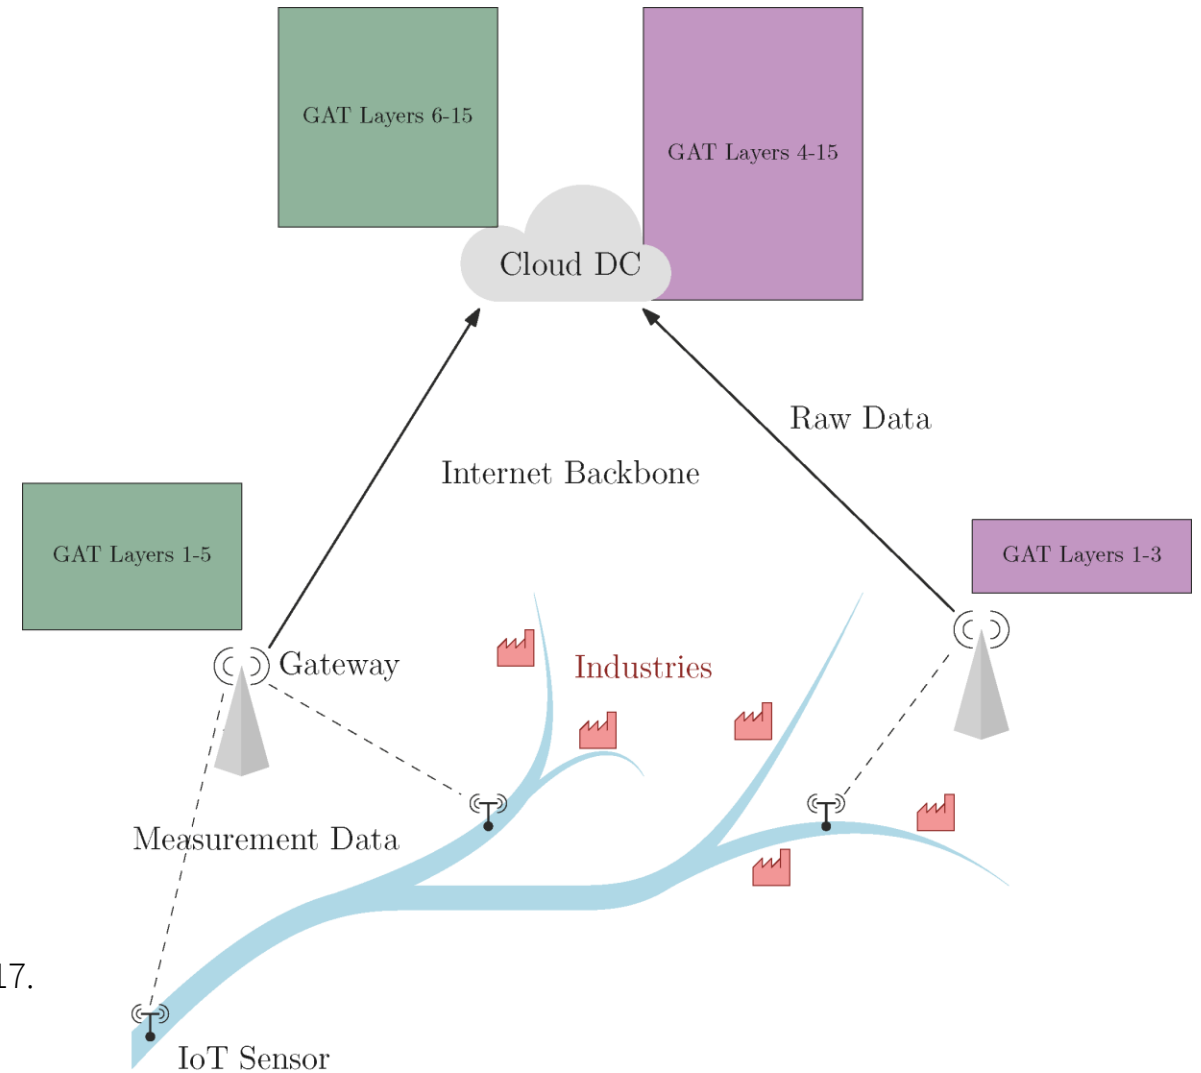 GAT Layers 6-15
GAT Layers 4-15
Cloud DC
Raw Data
Internet Backbone
GAT Layers 1-5
GAT Layers 1-3
Gateway
Industries
Measurement Data
17.
IoT Sensor